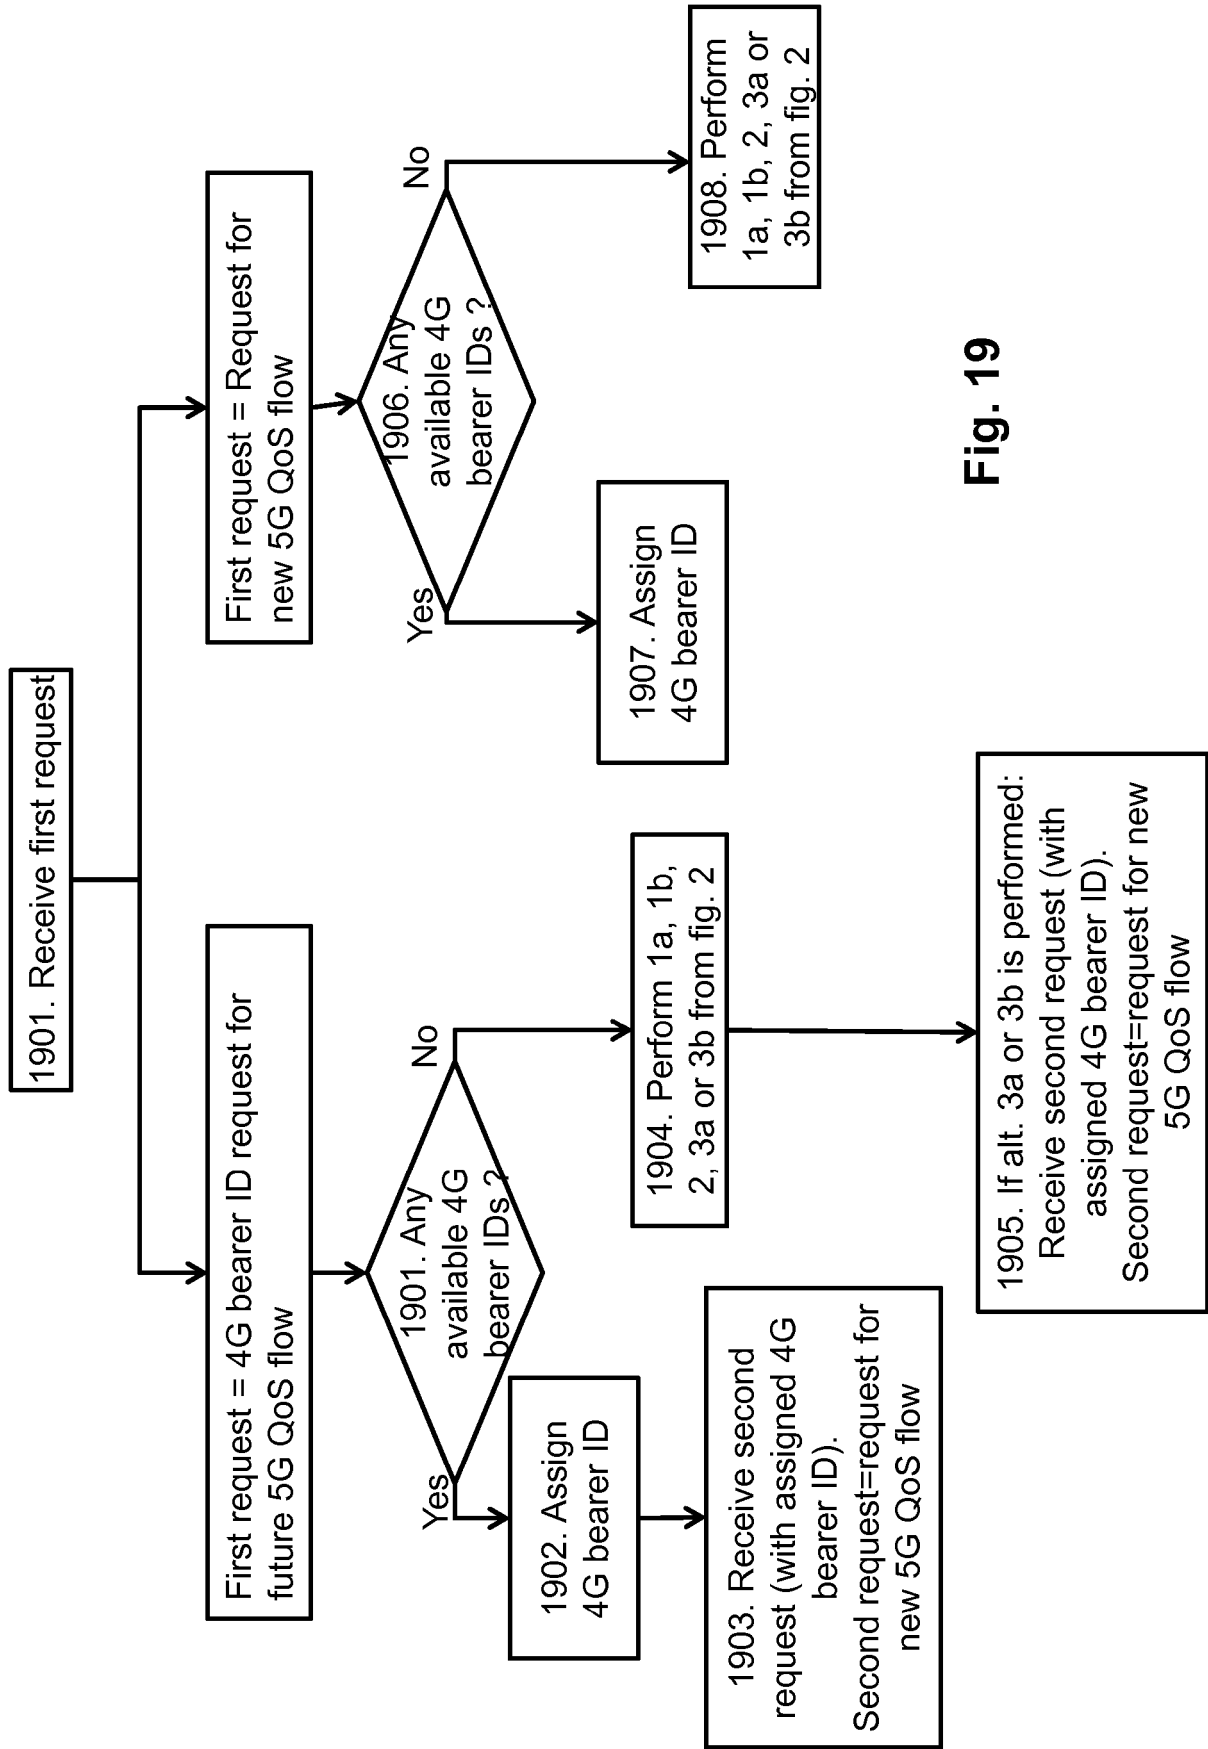 1901. Receive first request
First request = 4G bearer ID request for
future 5G QoS flow
1901. Any
available 4G
bearer IDs ?
Yes
No
1902. Assign
4G bearer ID
1903. Receive second
request (with assigned 4G
bearer ID).
Second request=request for
new 5G QoS flow
1904. Perform 1a, 1b,
2, 3a or 3b from fig. 2
1905. If alt. 3a or 3b is performed:
Receive second request (with
assigned 4G bearer ID).
Second request=request for new
5G QoS flow
First request = Request for
new 5G QoS flow
1906. Any
available 4G
bearer IDs ?
Yes
No
1907. Assign
4G bearer ID
1908. Perform
1a, 1b, 2, 3a or
3b from fig. 2
Fig. 19